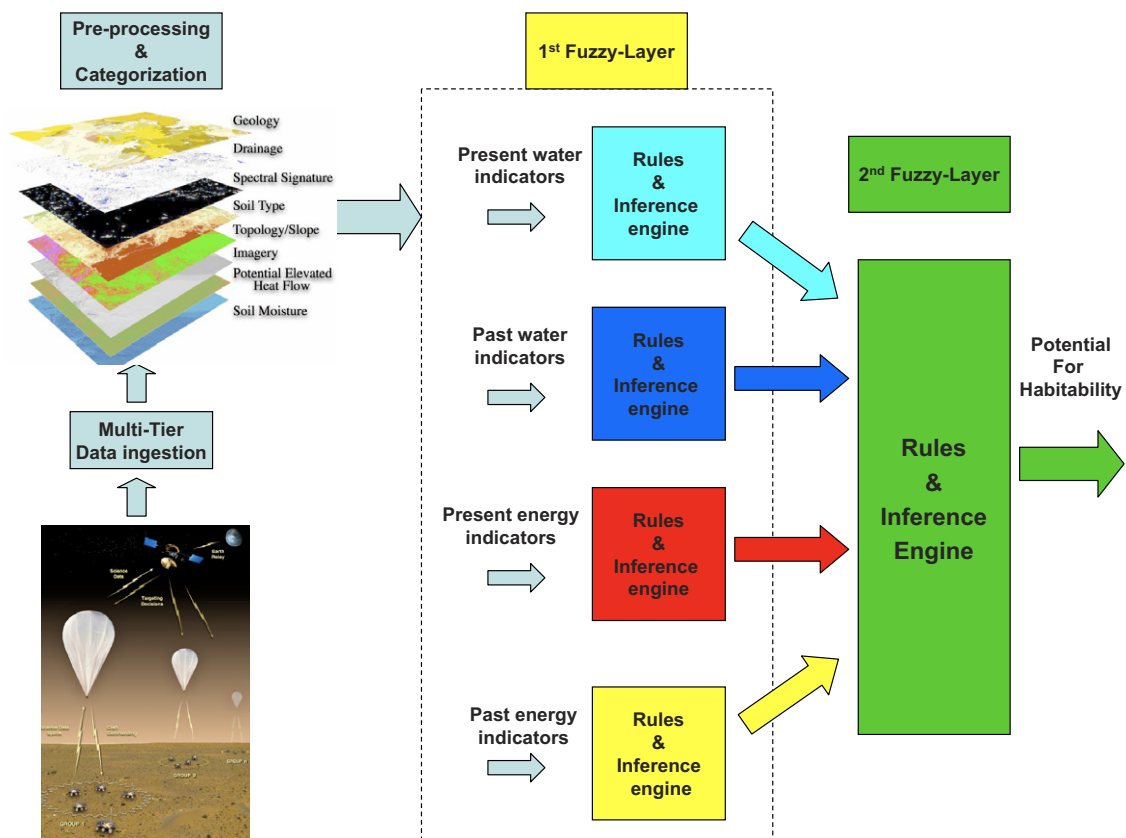 Pre-processing
&
Categorization
Geology
Drainage
Spectral Signature
Soil Type
Topology/Slope
Imagery
Potential Elevated
Heat Flow
Soil Moisture
Multi-Tier
Data ingestion
Earth
Relay
Science
Data
Targeting
Decisions
GROUP 1
1st Fuzzy-Layer
Present water
indicators
Rules
&
Inference
engine
Past water
indicators
Rules
&
Inference
engine
Present energy
indicators
Rules
&
Inference
engine
Past energy
indicators
Rules
&
Inference
engine
2nd Fuzzy-Layer
Rules
&
Inference
Engine
Potential
For
Habitability